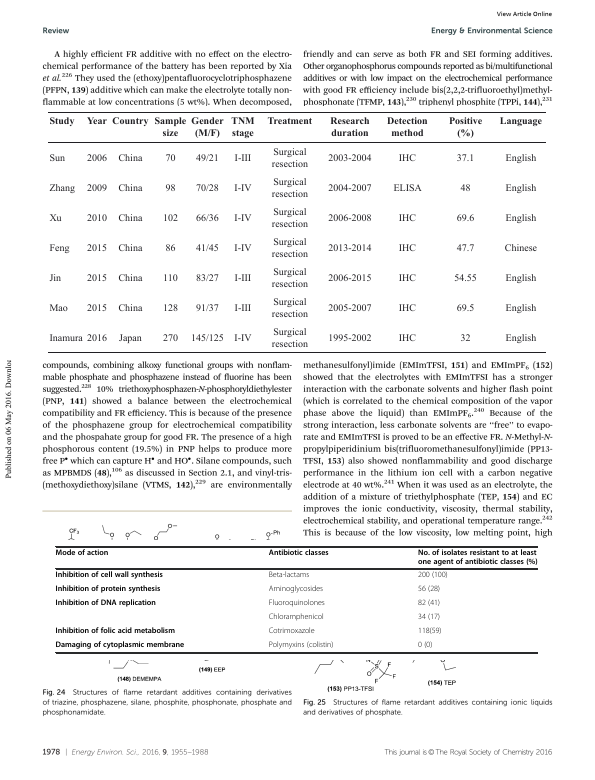 View Article Online
Review
Energy & Environmental Science
A highly efficient FR additive with no effect on the electro-
chemical performance of the battery has been reported by Xia
et al.226 They used the (ethoxy)pentafluorocyclotriphosphazene
(PFPN, 139) additive which can make the electrolyte totally non-
flammable at low concentrations (5 wt%). When decomposed,
friendly and can serve as both FR and SEI forming additives.
Other organophosphorus compounds reported as bi/multifunctional
additives or with low impact on the electrochemical performance
with good FR efficiency include bis(2,2,2-trifluoroethyl)methyl-
phosphonate (TFMP, 143),230 triphenyl phosphite (TPPi, 144),231
Study Year Country Sample size Gender (M/F) TNM stage Treatment Research duration Detection method Positive (%) Language
Sun 2006 China 70 49/21 I-III Surgical resection 2003-2004 IHC 37.1 English
Zhang 2009 China 98 70/28 I-IV Surgical resection 2004-2007 ELISA 48 English
Xu 2010 China 102 66/36 I-IV Surgical resection 2006-2008 IHC 69.6 English
Feng 2015 China 86 41/45 I-IV Surgical resection 2013-2014 IHC 47.7 Chinese
Jin 2015 China 110 83/27 I-III Surgical resection 2006-2015 IHC 54.55 English
Mao 2015 China 128 91/37 I-III Surgical resection 2005-2007 IHC 69.5 English
Inamura 2016 Japan 270 145/125 I-IV Surgical resection 1995-2002 IHC 32 English
Published on 06 May 2016. Downloa
compounds, combining alkoxy functional groups with nonflam-
mable phosphate and phosphazene instead of fluorine has been
suggested.228 10% triethoxyphosphazen-N-phosphoryldiethylester
(PNP, 141) showed a balance between the electrochemical
compatibility and FR efficiency. This is because of the presence
of the phosphazene group for electrochemical compatibility
and the phospahate group for good FR. The presence of a high
phosphorous content (19.5%) in PNP helps to produce more
free P• which can capture H• and HO•. Silane compounds, such
as MPBMDS (48),106 as discussed in Section 2.1, and vinyl-tris-
(methoxydiethoxy)silane (VTMS, 142),229 are environmentally
methanesulfonyl)imide (EMImTFSI, 151) and EMImPF6 (152)
showed that the electrolytes with EMImTFSI has a stronger
interaction with the carbonate solvents and higher flash point
(which is correlated to the chemical composition of the vapor
phase above the liquid) than EMImPF6.240 Because of the
strong interaction, less carbonate solvents are “free” to evapo-
rate and EMImTFSI is proved to be an effective FR. N-Methyl-N-
propylpiperidinium bis(trifluoromethanesulfonyl)imide (PP13-
TFSI, 153) also showed nonflammability and good discharge
performance in the lithium ion cell with a carbon negative
electrode at 40 wt%.241 When it was used as an electrolyte, the
addition of a mixture of triethylphosphate (TEP, 154) and EC
improves the ionic conductivity, viscosity, thermal stability,
electrochemical stability, and operational temperature range.242
This is because of the low viscosity, low melting point, high
Mode of action Antibiotic classes No. of isolates resistant to at least one agent of antibiotic classes (%)
Inhibition of cell wall synthesis Beta-lactams 200 (100)
Inhibition of protein synthesis Aminoglycosides 56 (28)
Inhibition of DNA replication Fluoroquinolones 82 (41)
Chloramphenicol 34 (17)
Inhibition of folic acid metabolism Cotrimoxazole 118(59)
Damaging of cytoplasmic membrane Polymyxins (colistin) 0 (0)
(148) DEMEMPA
(149) EEP
(153) PP13-TFSI
(154) TEP
Fig. 24 Structures of flame retardant additives containing derivatives
of triazine, phosphazene, silane, phosphite, phosphonate, phosphate and
phosphonamidate.
Fig. 25 Structures of flame retardant additives containing ionic liquids
and derivatives of phosphate.
1978 | Energy Environ. Sci., 2016, 9, 1955–1988
This journal is © The Royal Society of Chemistry 2016